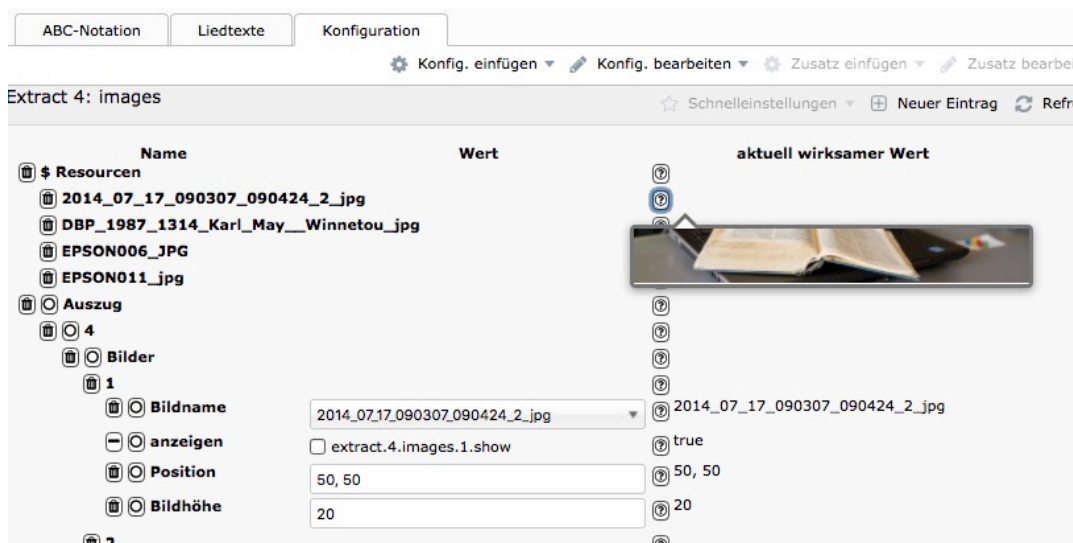 ABC-Notation Liedtexte Konfiguration
Konfig. einfügen Konfig. bearbeiten Zusatz einfügen Zusatz bearbei
Extract 4: images Schnelleinstellungen Neuer Eintrag Refr
Name Wert aktuell wirksamer Wert
$ Resourcen
2014_07_17_090307_090424_2_jpg
DBP_1987_1314_Karl_May__Winnetou_jpg
EPSON006_JPG
EPSON011_jpg
Auszug
4
Bilder
1
Bildname 2014_07_17_090307_090424_2_jpg 2014_07_17_090307_090424_2_jpg
anzeigen extract.4.images.1.show true
Position 50, 50 50, 50
Bildhöhe 20 20
2